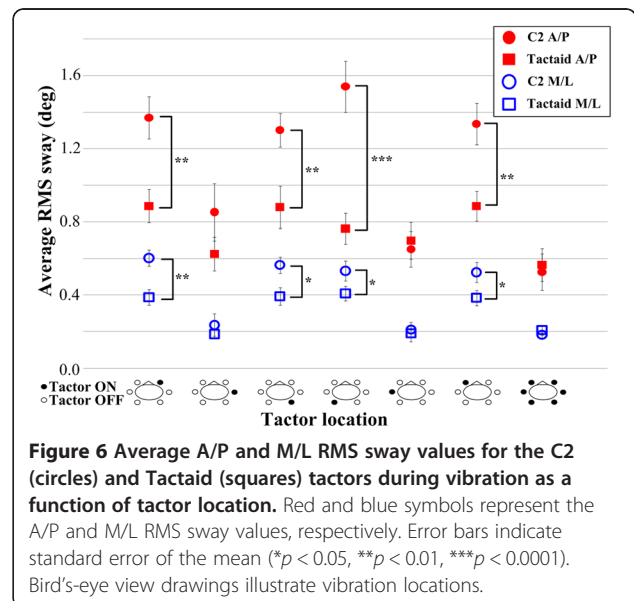 C2 A/P
Tactaid A/P
C2 M/L
Tactaid M/L
Average RMS sway (deg)
1.6
1.2
0.8
0.4
0.0
**
**
***
**
**
*
*
*
●Tactor ON
○Tactor OFF
Tactor location
Figure 6 Average A/P and M/L RMS sway values for the C2
(circles) and Tactaid (squares) tactors during vibration as a
function of tactor location. Red and blue symbols represent the
A/P and M/L RMS sway values, respectively. Error bars indicate
standard error of the mean (*p < 0.05, **p < 0.01, ***p < 0.0001).
Bird's-eye view drawings illustrate vibration locations.